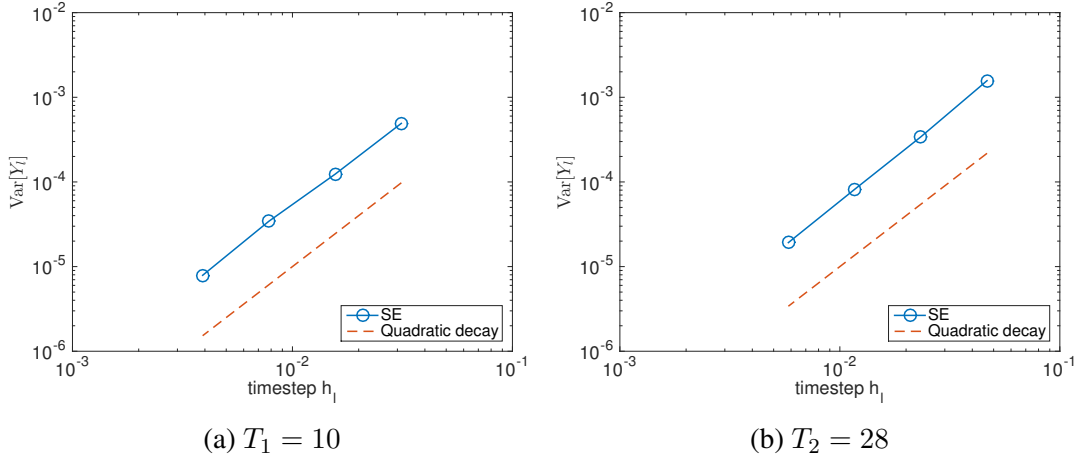 10^-2
10^-3
10^-4
10^-5
10^-6
Var[Y_l]
SE
Quadratic decay
10^-3
10^-2
10^-1
timestep h_l
(a) T_1 = 10
10^-2
10^-3
10^-4
10^-5
10^-6
Var[Y_l]
SE
Quadratic decay
10^-3
10^-2
10^-1
timestep h_l
(b) T_2 = 28